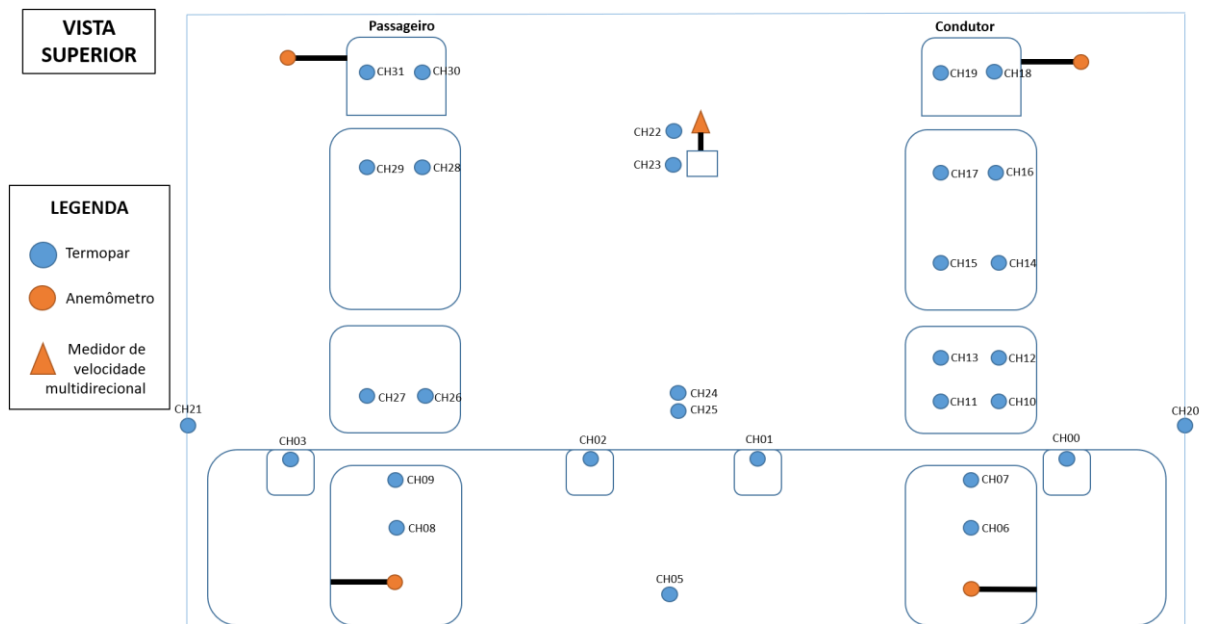 VISTA
SUPERIOR
Passageiro
Condutor
CH31 CH30
CH19 CH18
CH22
CH23
CH29 CH28
CH17 CH16
LEGENDA
Termopar
Anemômetro
Medidor de
velocidade
multidirecional
CH15 CH14
CH13 CH12
CH27 CH26
CH24
CH25
CH11 CH10
CH21
CH20
CH03
CH02
CH01
CH00
CH09
CH07
CH08
CH06
CH05